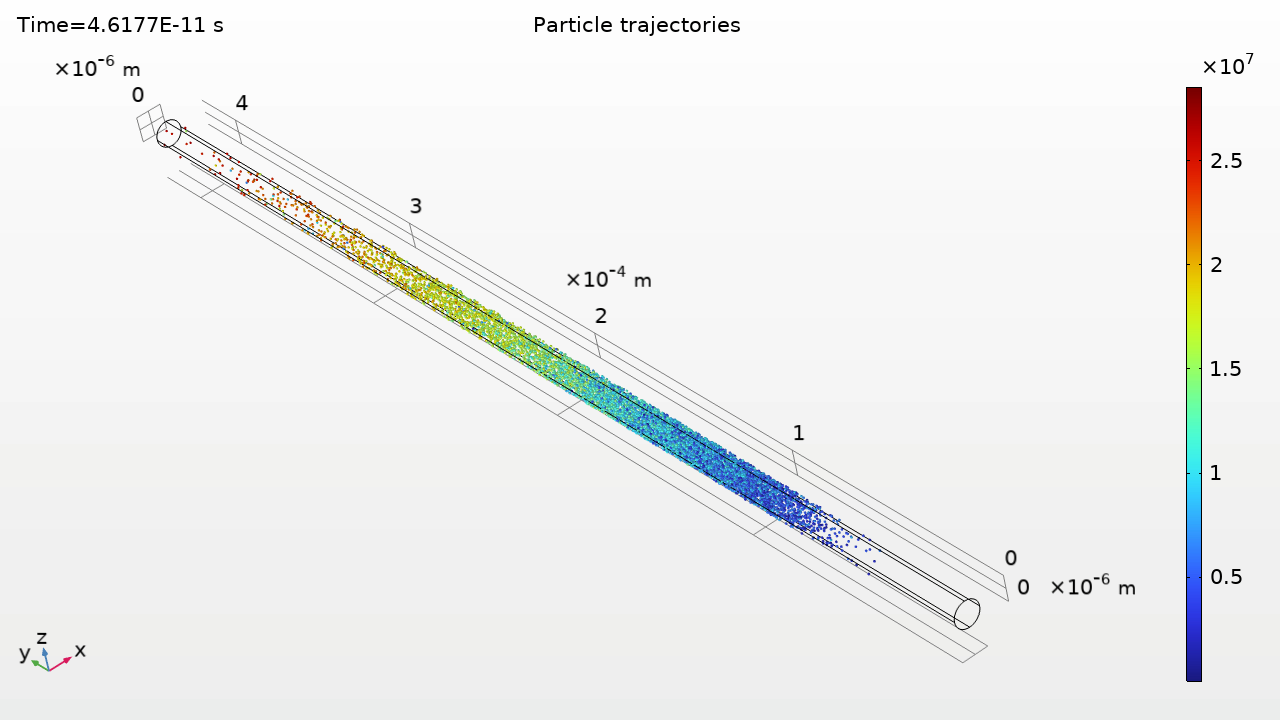 Time=4.6177E-11 s
Particle trajectories
×10⁻⁶ m
0
4
3
×10⁻⁴ m
2
1
0
0 ×10⁻⁶ m
×10⁷
2.5
2
1.5
1
0.5
y z x